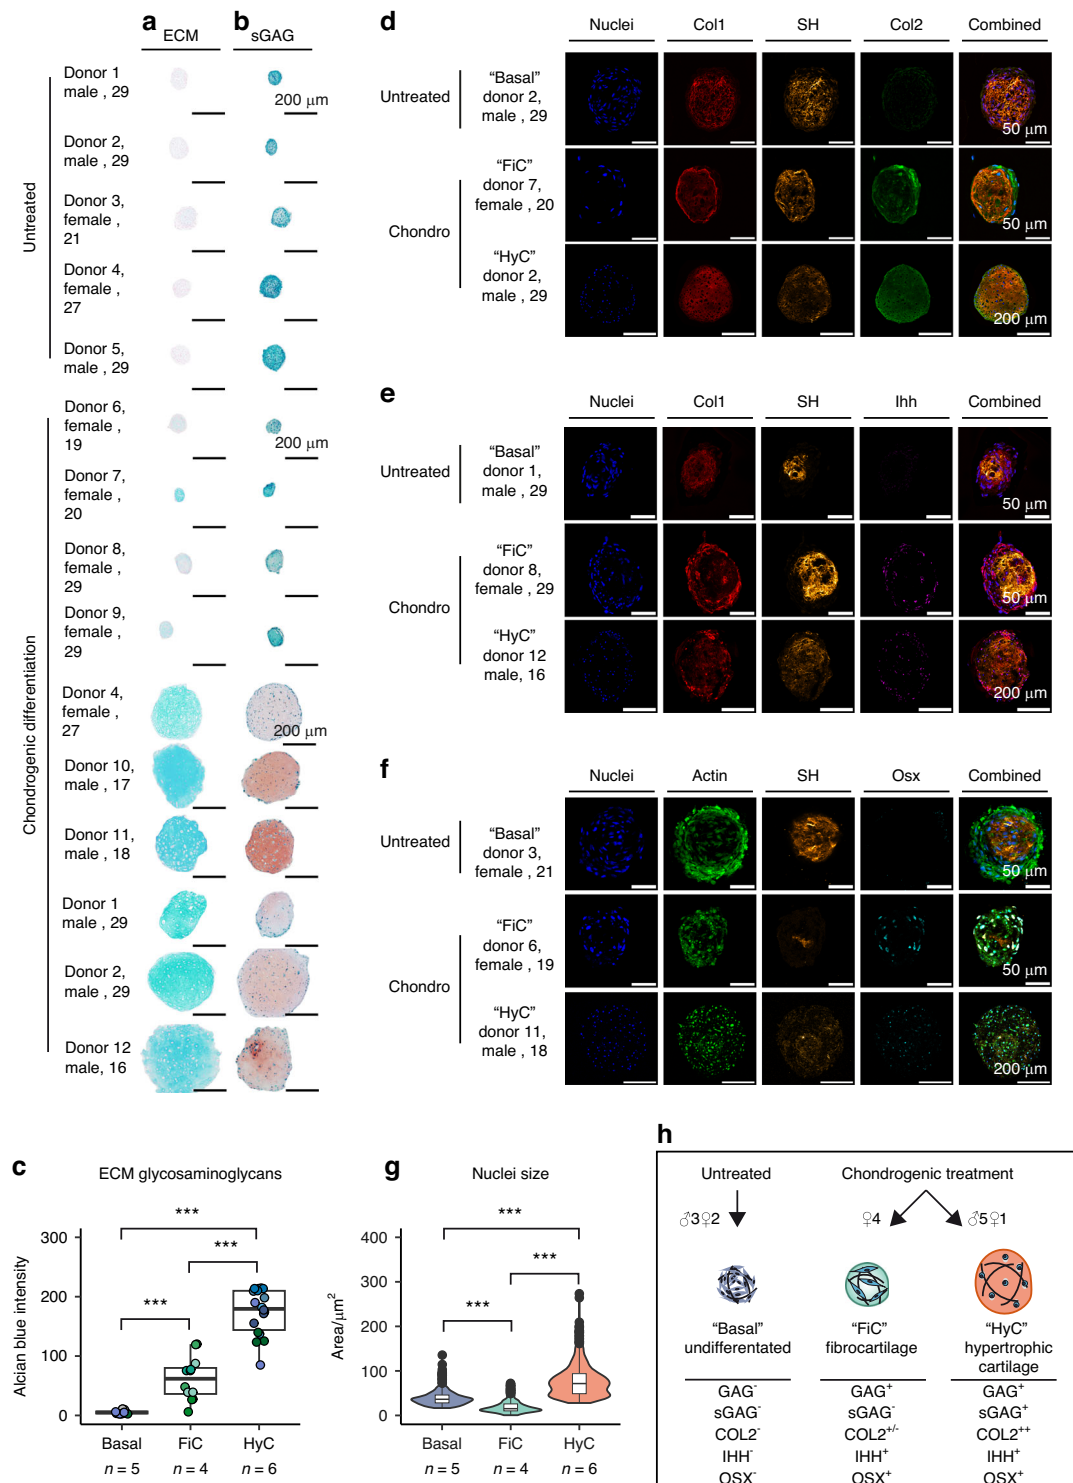 a
b
ECM
sGAG
Untreated
Donor 1
male , 29
200 μm
Donor 2,
male , 29
Donor 3,
female ,
21
Donor 4,
female ,
27
Donor 5,
male , 29
Chondrogenic differentiation
Donor 6,
female ,
19
200 μm
Donor 7,
female ,
20
Donor 8,
female ,
29
Donor 9,
female ,
29
Donor 4,
female ,
27
200 μm
Donor 10,
male , 17
Donor 11,
male , 18
Donor 1
male , 29
Donor 2,
male , 29
Donor 12
male, 16
d
Nuclei
Col1
SH
Col2
Combined
Untreated
“Basal”
donor 2,
male , 29
50 μm
Chondro
“FiC”
donor 7,
female , 20
50 μm
“HyC”
donor 2,
male , 29
200 μm
e
Nuclei
Col1
SH
Ihh
Combined
Untreated
“Basal”
donor 1,
male , 29
50 μm
Chondro
“FiC”
donor 8,
female , 29
50 μm
“HyC”
donor 12
male, 16
200 μm
f
Nuclei
Actin
SH
Osx
Combined
Untreated
“Basal”
donor 3,
female , 21
50 μm
Chondro
“FiC”
donor 6,
female , 19
50 μm
“HyC”
donor 11,
male , 18
200 μm
c
ECM glycosaminoglycans
Alcian blue intensity
300
200
100
0
***
***
***
Basal
FiC
HyC
n = 5
n = 4
n = 6
g
Nuclei size
Area/μm²
400
300
200
100
0
***
***
***
Basal
FiC
HyC
n = 5
n = 4
n = 6
h
Untreated
Chondrogenic treatment
♂3♀2
♀4
♂5♀1
“Basal”
undifferentated
“FiC”
fibrocartilage
“HyC”
hypertrophic
cartilage
GAG⁻
GAG⁺
GAG⁺
sGAG⁻
sGAG⁻
sGAG⁺
COL2⁻
COL2⁺/⁻
COL2⁺⁺
IHH⁻
IHH⁺
IHH⁺
OSX⁻
OSX⁺
OSX⁺